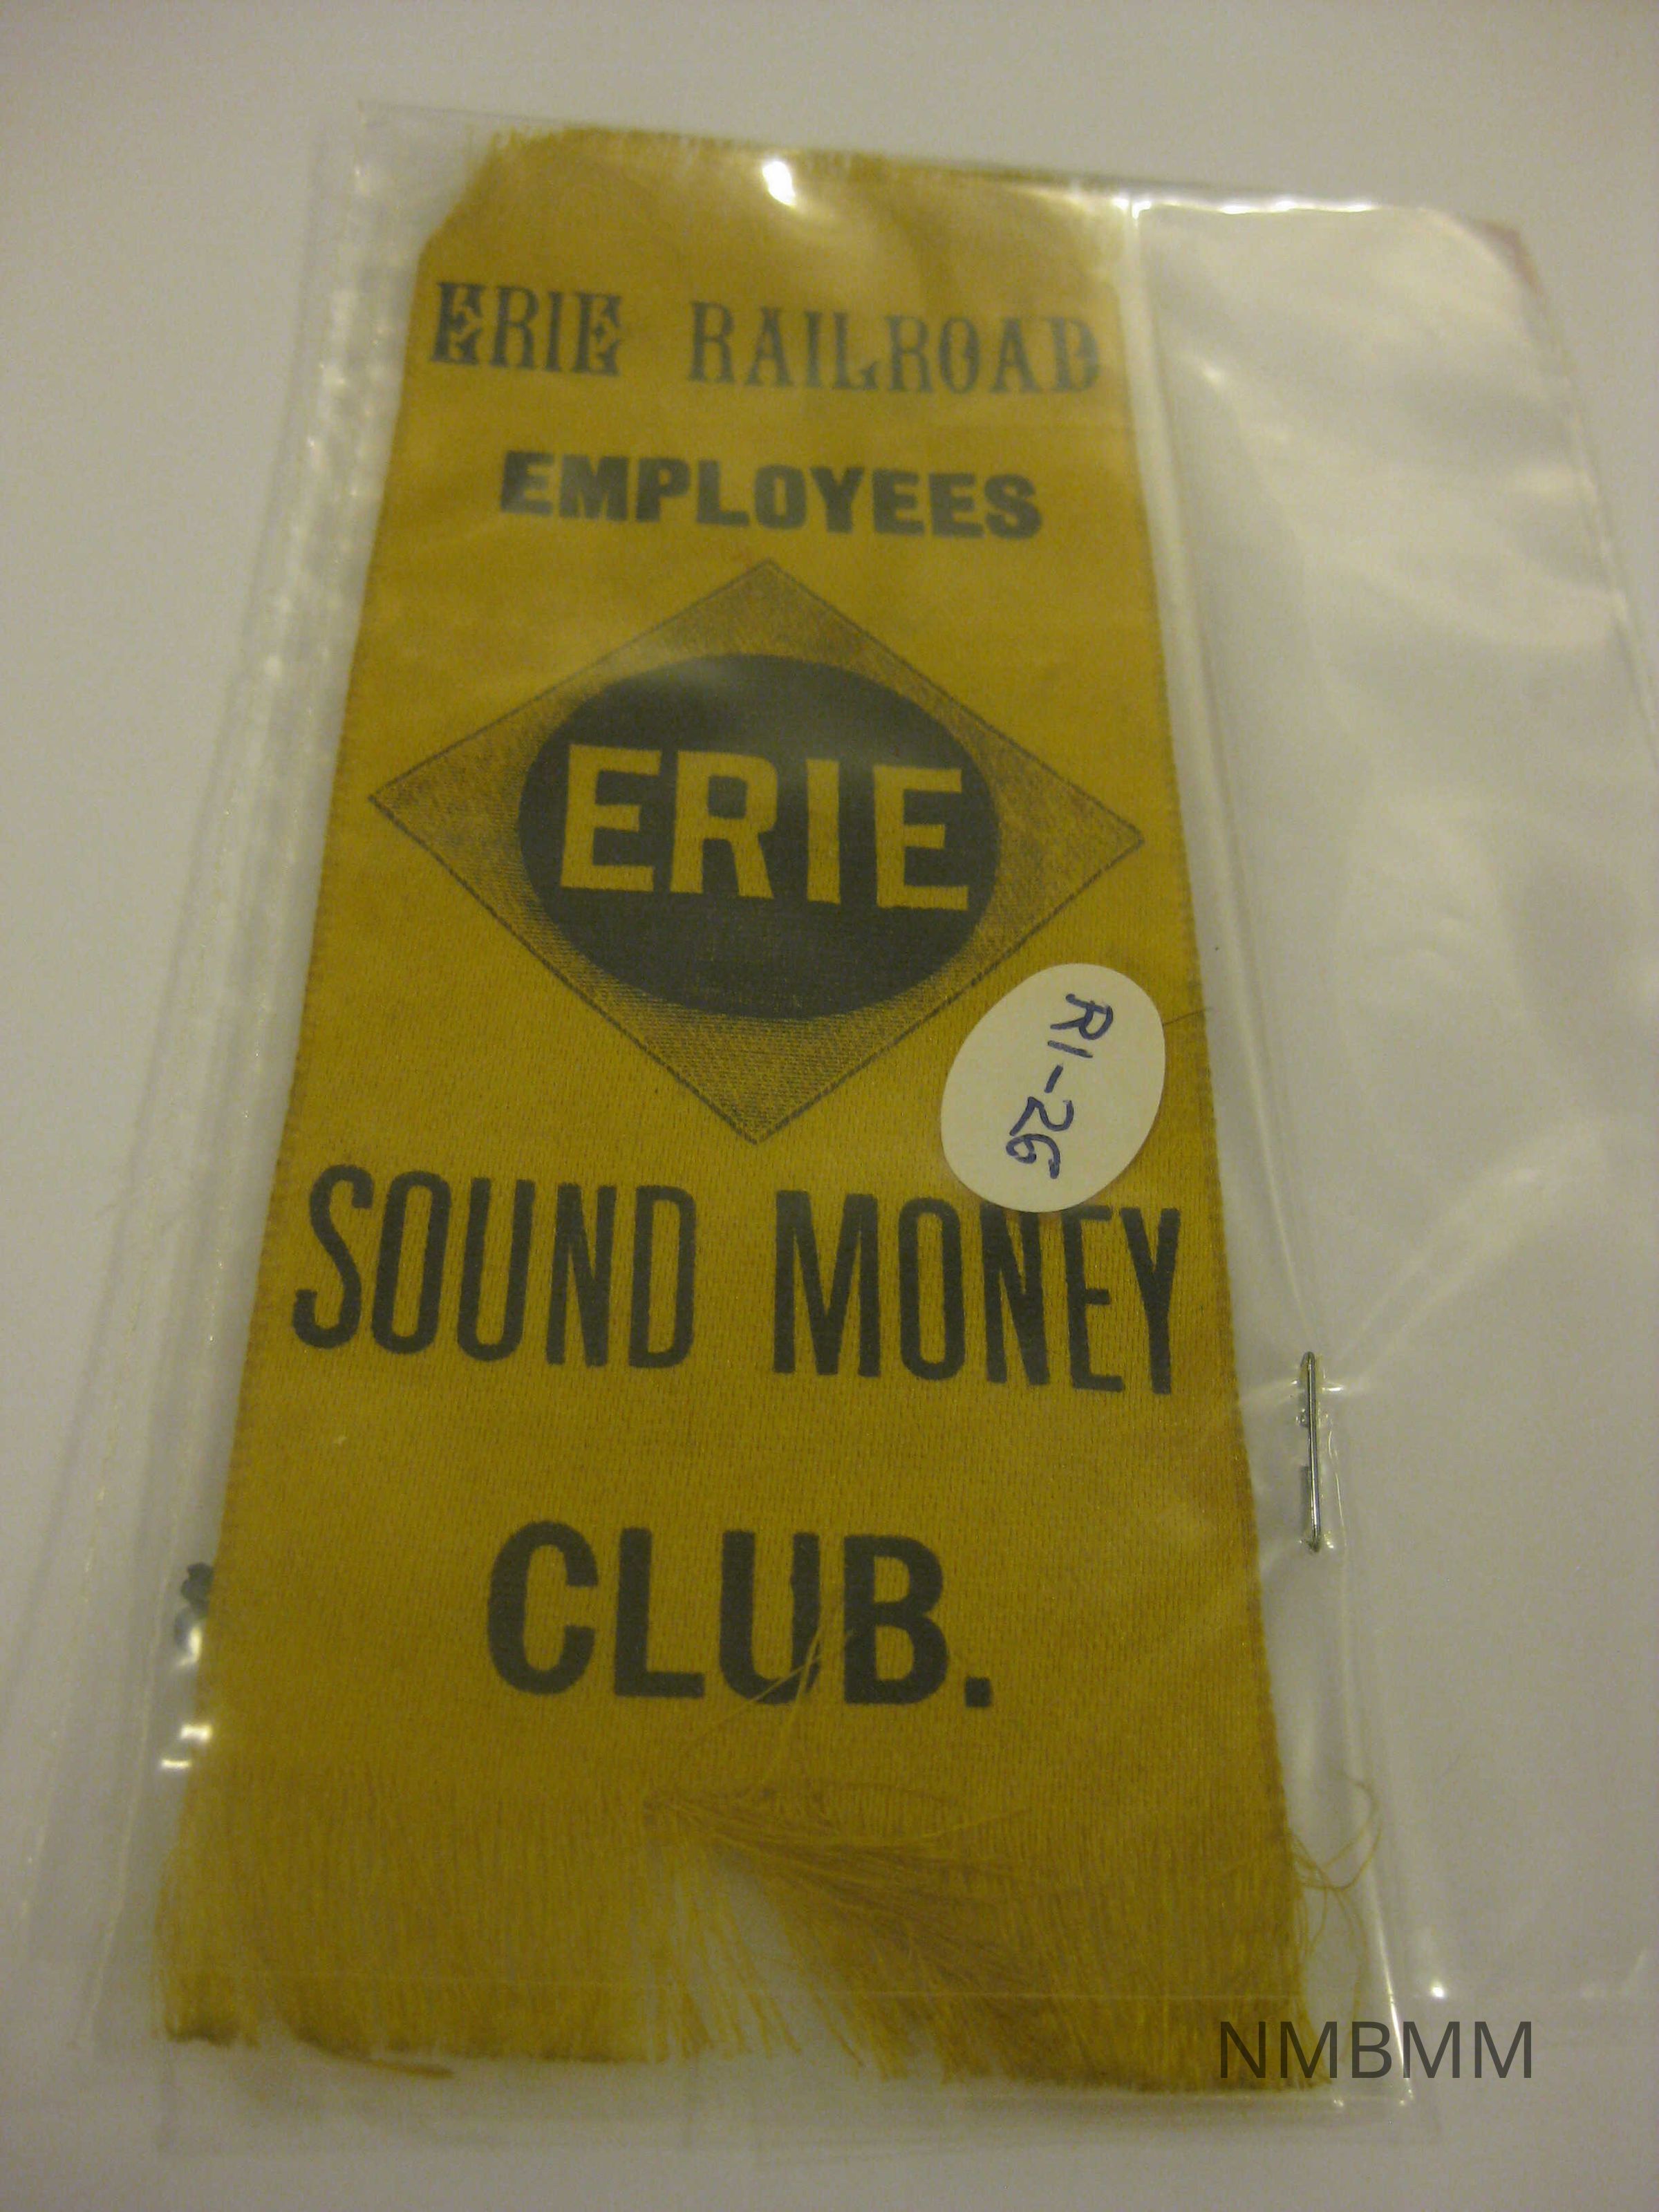 ERIE RAILROAD
EMPLOYEES
ERIE
R1-26
SOUND MONEY
CLUB.
NMBMM